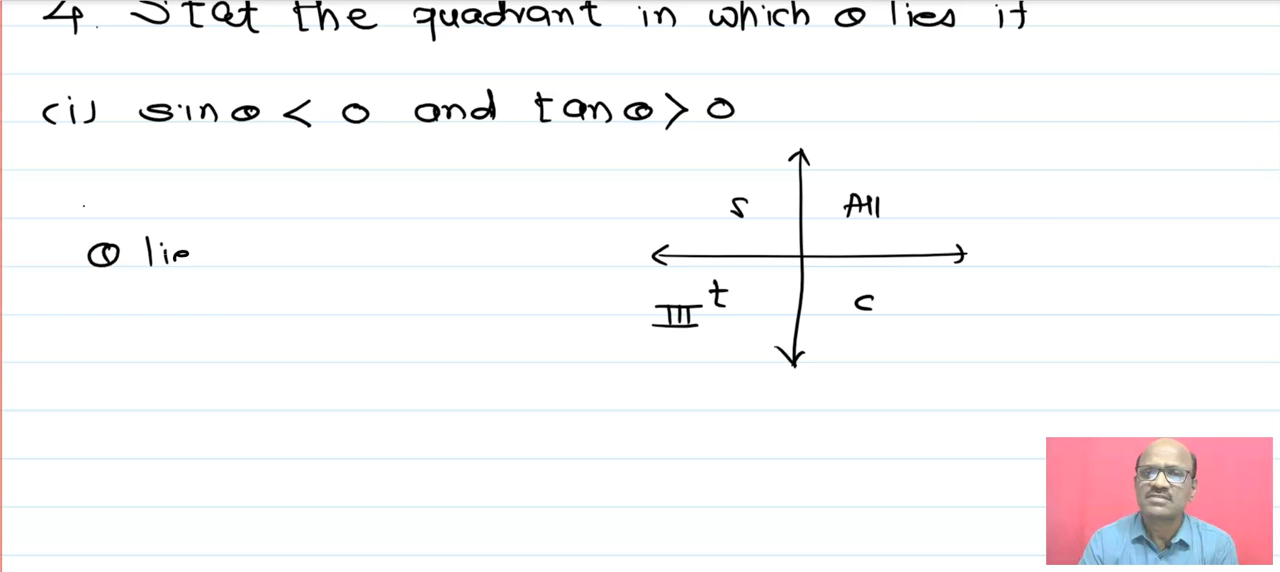 4. Stat the quadrant in which θ lies if
(i) sinθ < 0 and tanθ > 0
S All
θ lie
III t c